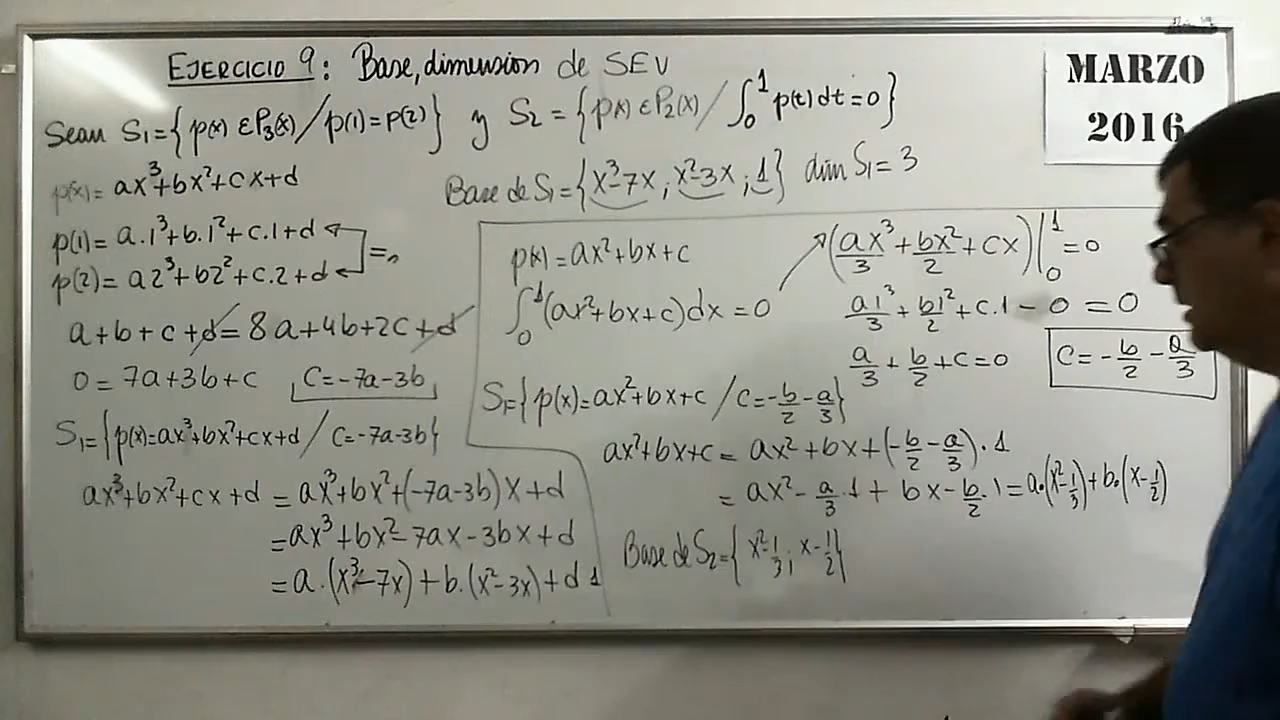 EJERCICIO 9: Base, dimension de SEV
MARZO
2016
Sean S₁={p(x) ε P₃(x) / p(1)=p(2)} y S₂={p(x) ε P₂(x) / ∫₀¹ p(t)dt=0}
p(x)= ax³+bx²+cx+d
Base de S₁={x³-7x, x²-3x, 1} dim S₁=3
p(1)= a.1³+b.1²+c.1+d
p(2)= a2³+b2²+c.2+d
=
a+b+c+d=8a+4b+2c+d
0=7a+3b+c c=-7a-3b
S₁={p(x)=ax³+bx²+cx+d / c=-7a-3b}
ax³+bx²+cx+d = ax³+bx²+(-7a-3b)x+d
=ax³+bx²-7ax-3bx+d
=a.(x³-7x)+b.(x²-3x)+d 1
p(x)=ax²+bx+c
∫₀¹(ax²+bx+c)dx=0
(ax³/3+bx²/2+cx)|₀¹=0
a1³/3+b1²/2+c.1-0=0
a/3+b/2+c=0
c=-b/2-a/3
S₁={p(x)=ax²+bx+c / c=-b/2-a/3}
ax²+bx+c = ax²+bx+(-b/2-a/3)·1
= ax²-a/3·1+bx-b/2·1=a.(x²-1/3)+b.(x-1/2)
Base de S₂={x²-1/3; x-1/2}